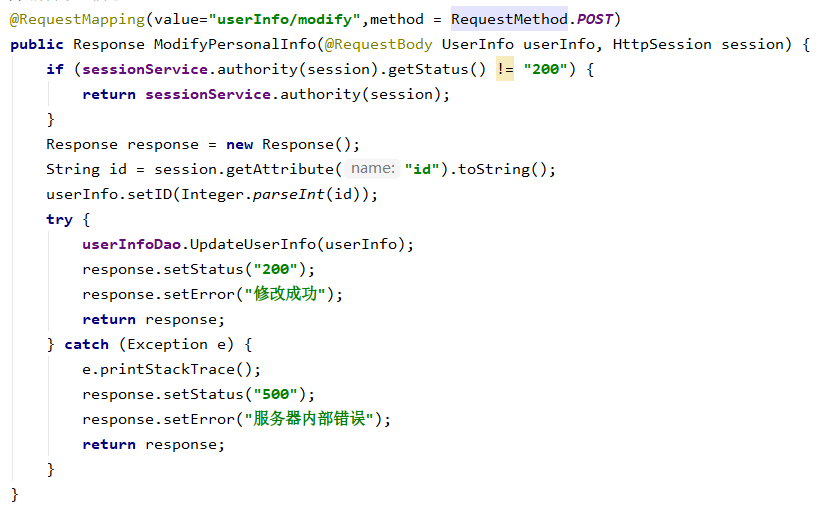 @RequestMapping(value="userInfo/modify",method = RequestMethod.POST)
public Response ModifyPersonalInfo(@RequestBody UserInfo userInfo, HttpSession session) {
    if (sessionService.authority(session).getStatus() != "200") {
        return sessionService.authority(session);
    }
    Response response = new Response();
    String id = session.getAttribute( name: "id").toString();
    userInfo.setID(Integer.parseInt(id));
    try {
        userInfoDao.UpdateUserInfo(userInfo);
        response.setStatus("200");
        response.setError("修改成功");
        return response;
    } catch (Exception e) {
        e.printStackTrace();
        response.setStatus("500");
        response.setError("服务器内部错误");
        return response;
    }
}